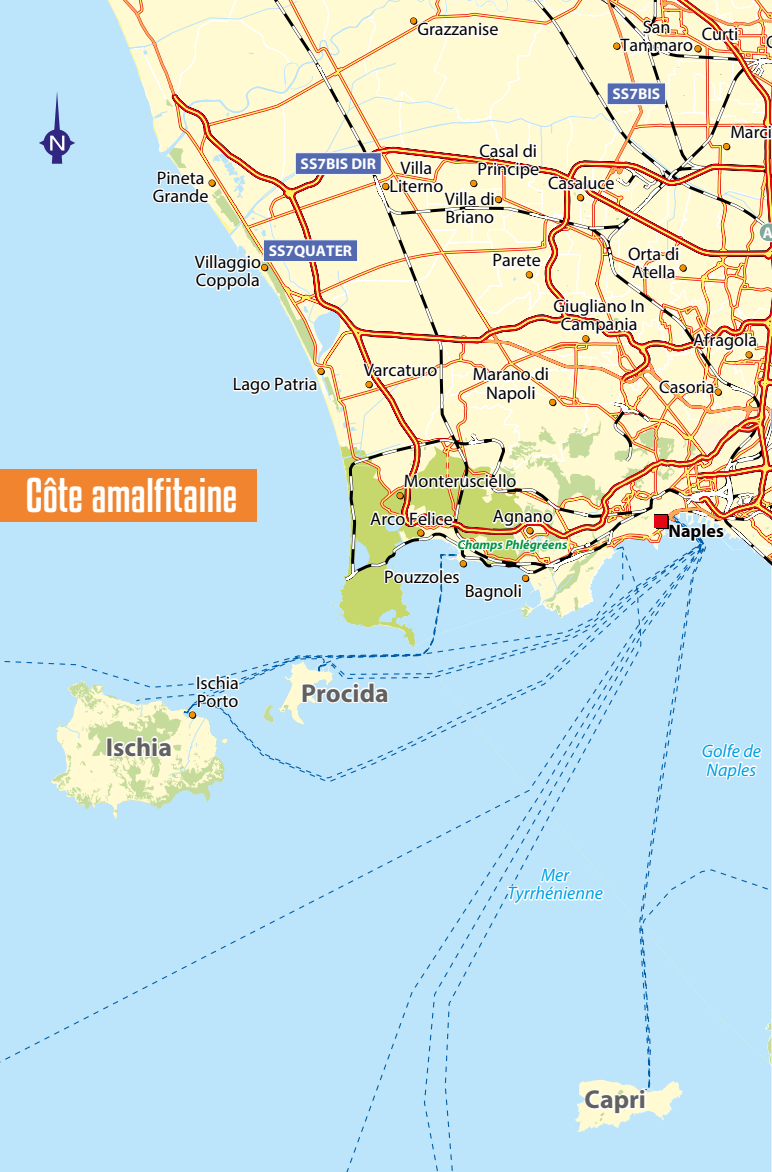 Grazzanise
San
Tammaro
Curti
SS7BIS
Marci
N
SS7BIS DIR
Casal di
Principe
Villa
Literno
Casaluce
Pineta
Grande
Villa di
Briano
A
SS7QUATER
Villaggio
Coppola
Parete
Orta di
Atella
Giugliano In
Campania
Afragola
Lago Patria
Varcaturo
Marano di
Napoli
Casoria
Côte amalfitaine
Monterusciello
Arco Felice
Agnano
Naples
Champs Phlégréens
Pouzzoles
Bagnoli
Ischia
Porto
Procida
Ischia
Golfe de
Naples
Mer
Tyrrhénienne
Capri